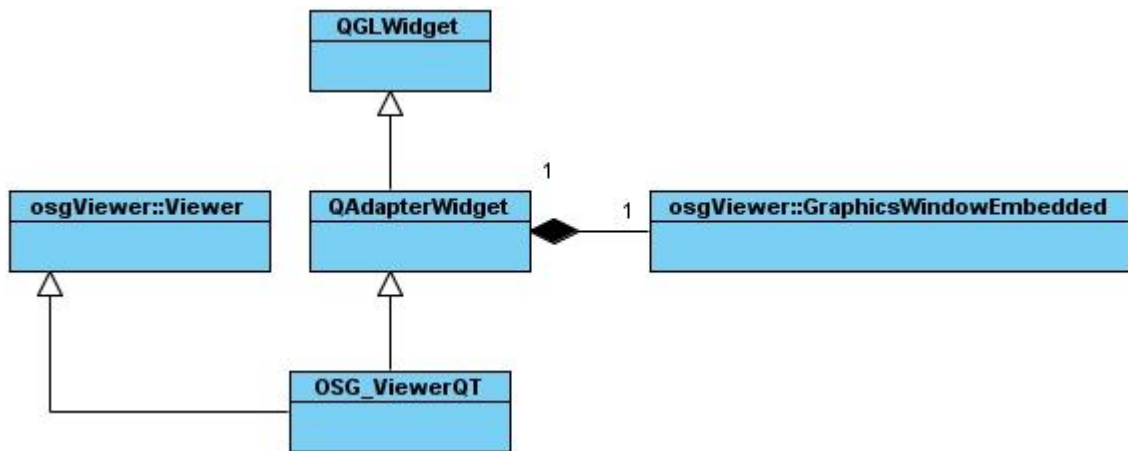 QGLWidget
1
osgViewer::Viewer
QAdapterWidget
1
osgViewer::GraphicsWindowEmbedded
OSG_ViewerQT